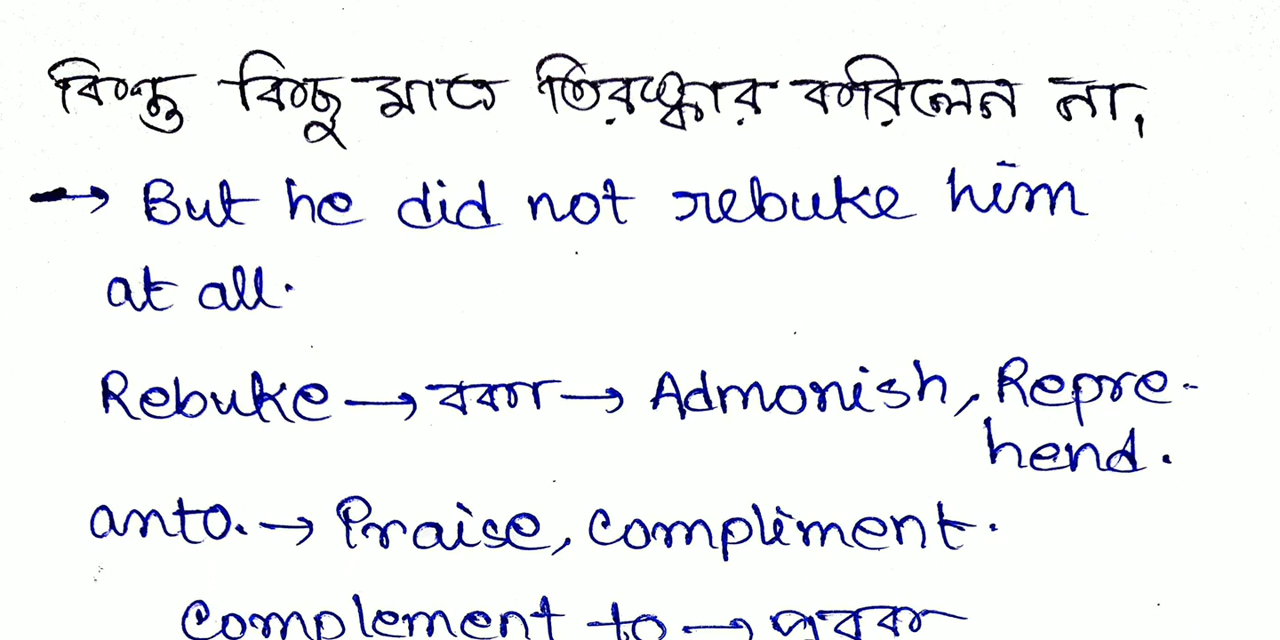 কিন্তু কিছু মাত্র তিরস্কার করিলেন না,
→ But he did not rebuke him
at all.
Rebuke → বকা → Admonish, Repre-
hend.
anto. → Praise, compliment.
Complement to →